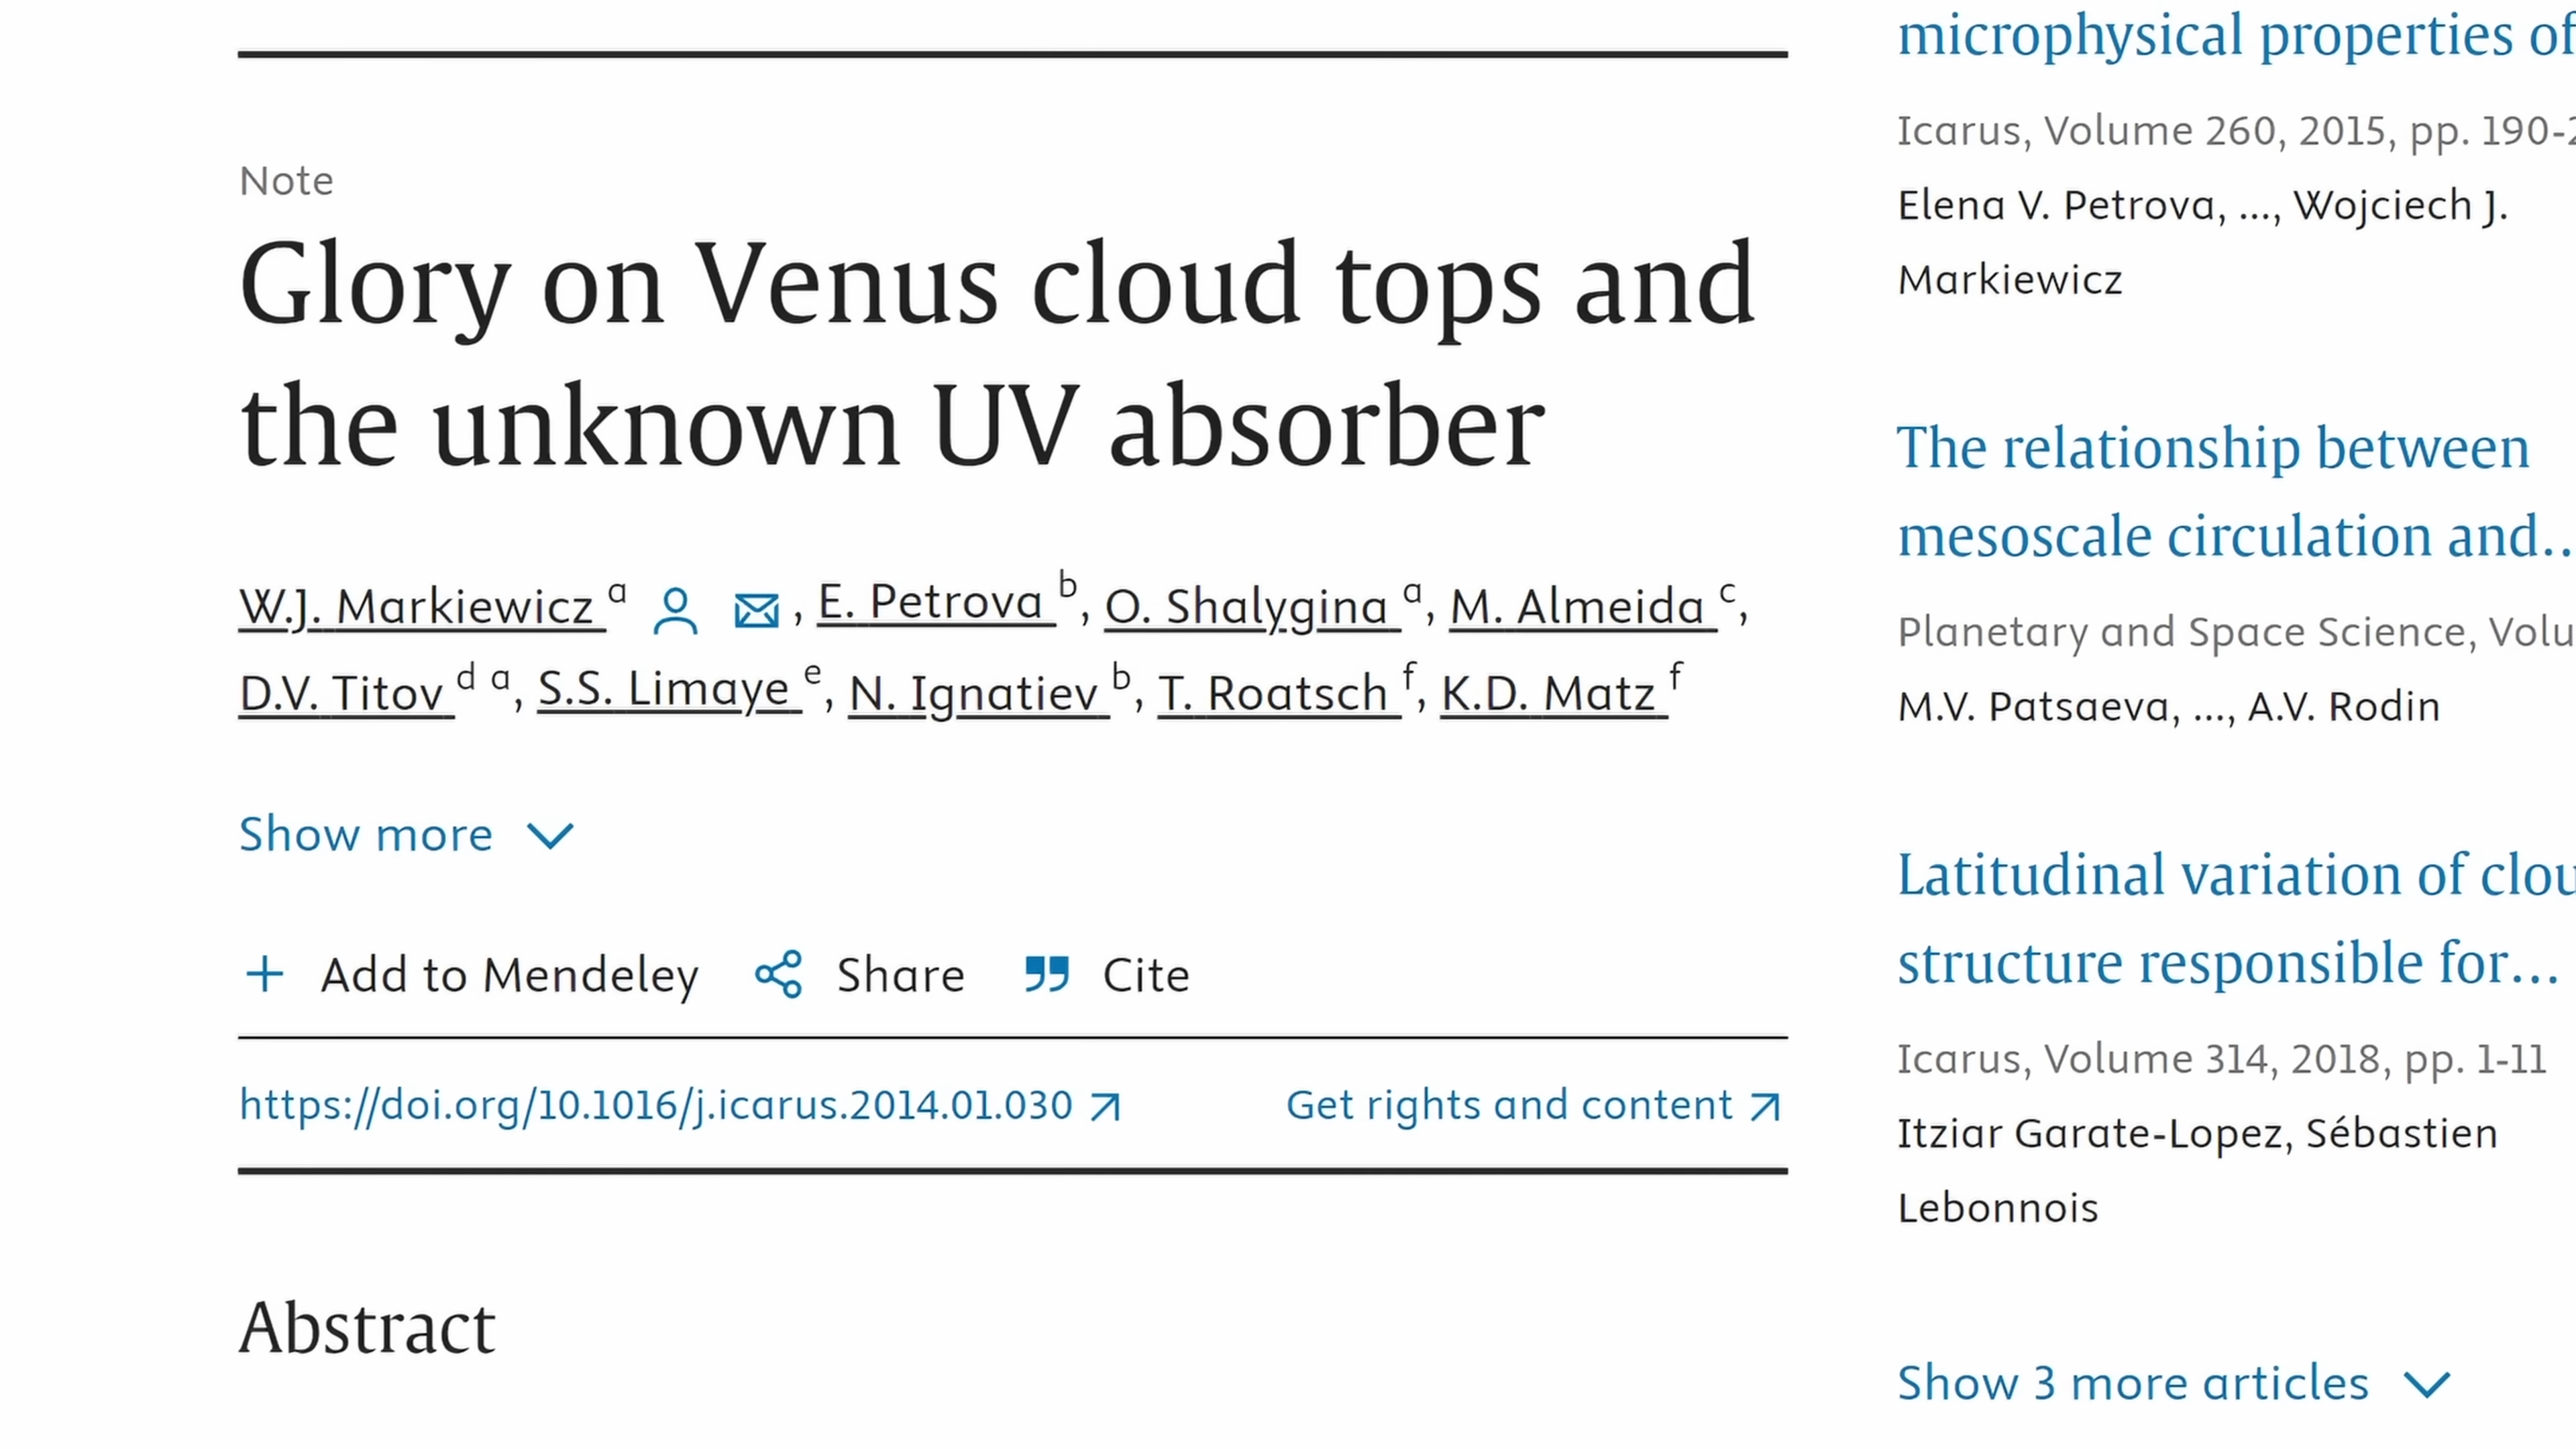 Note
Glory on Venus cloud tops and
the unknown UV absorber
W.J. Markiewicz a, E. Petrova b, O. Shalygina a, M. Almeida c,
D.V. Titov d a, S.S. Limaye e, N. Ignatiev b, T. Roatsch f, K.D. Matz f
Show more
Add to Mendeley Share Cite
https://doi.org/10.1016/j.icarus.2014.01.030 Get rights and content
Abstract
microphysical properties of
Icarus, Volume 260, 2015, pp. 190-
Elena V. Petrova, ..., Wojciech J.
Markiewicz
The relationship between
mesoscale circulation and...
Planetary and Space Science,
M.V. Patsaeva, ..., A.V. Rodin
Latitudinal variation of
structure responsible for...
Icarus, Volume 314, 2018, pp. 1-11
Itziar Garate-Lopez, Sébastien
Lebonnois
Show 3 more articles